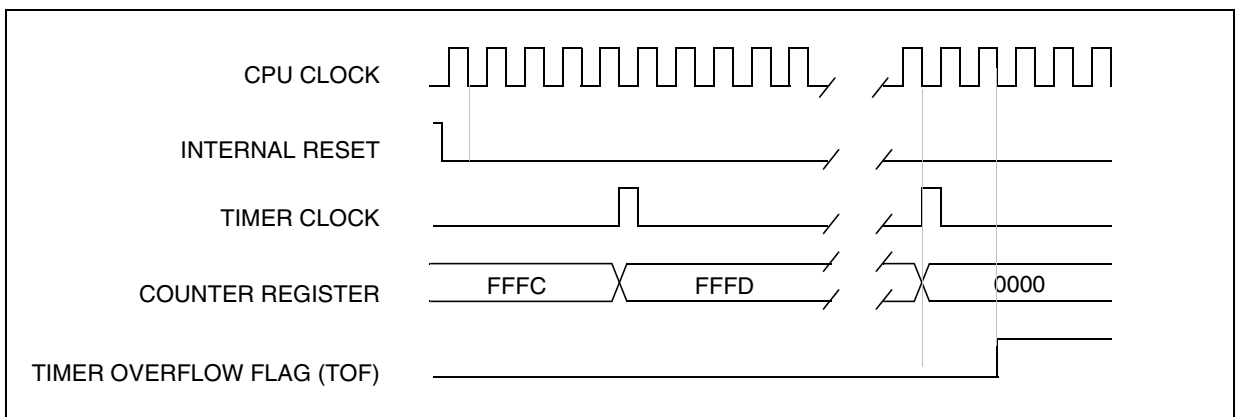 CPU CLOCK
INTERNAL RESET
TIMER CLOCK
COUNTER REGISTER
FFFC
FFFD
0000
TIMER OVERFLOW FLAG (TOF)